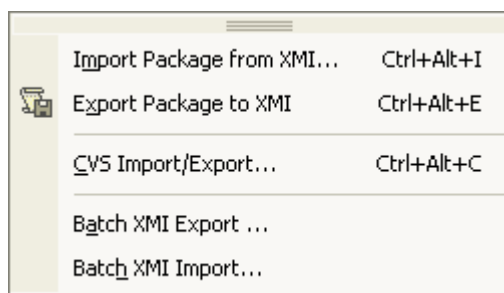 Import Package from XMI... Ctrl+Alt+I
Export Package to XMI Ctrl+Alt+E
CVS Import/Export... Ctrl+Alt+C
Batch XMI Export ...
Batch XMI Import...